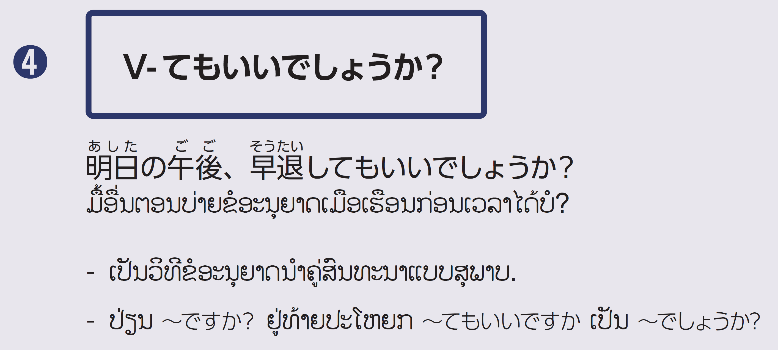 4 V-てもいいでしょうか?
あした ごご そうたい
明日の午後、早退してもいいでしょうか?
ມື້ອື່ນຕອນບ່າຍຂໍອະນຸຍາດເມືອເຮືອນກ່ອນເວລາໄດ້ບໍ?
- ເປັນວິທີຂໍອະນຸຍາດນຳຄູ່ສົນທະນາແບບສຸພາບ.
- ປ່ຽນ ～ですか? ຢູ່ທ້າຍປະໂຫຍກ ～てもいいですか ເປັນ ～でしょうか?